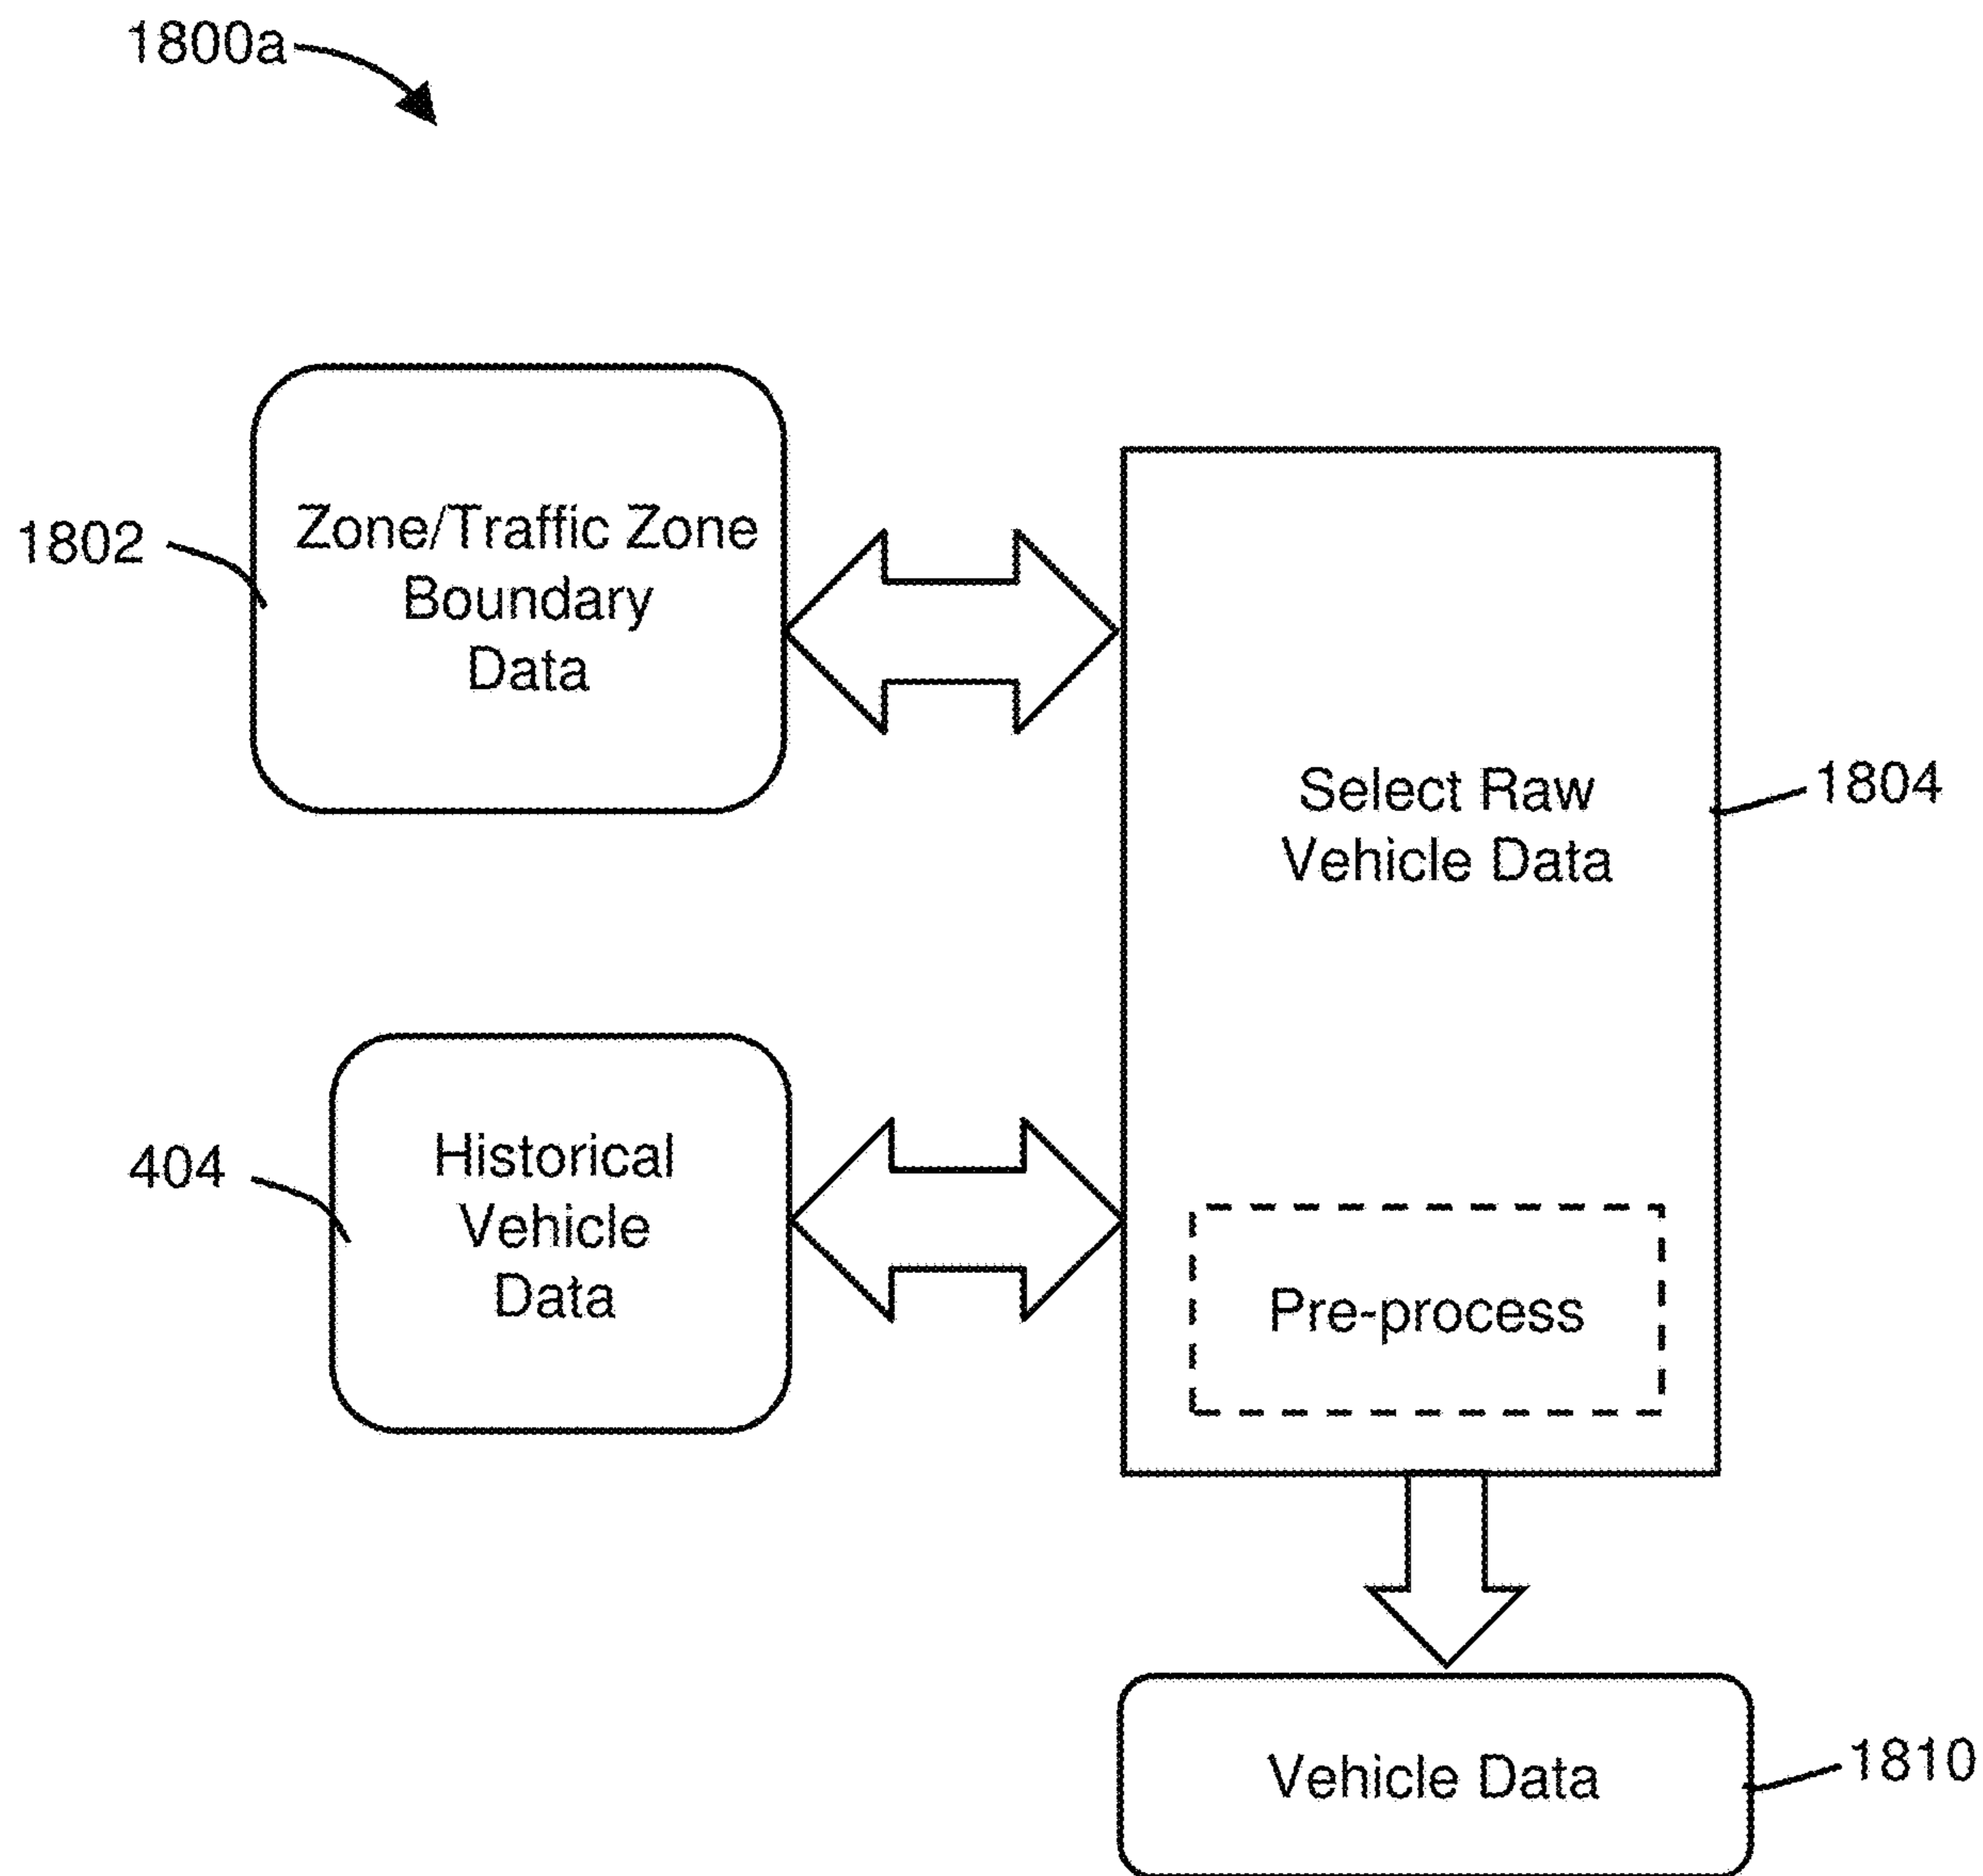 1800a
Zone/Traffic Zone
Boundary
Data
1802
Select Raw
Vehicle Data
1804
Historical
Vehicle
Data
404
Pre-process
Vehicle Data
1810